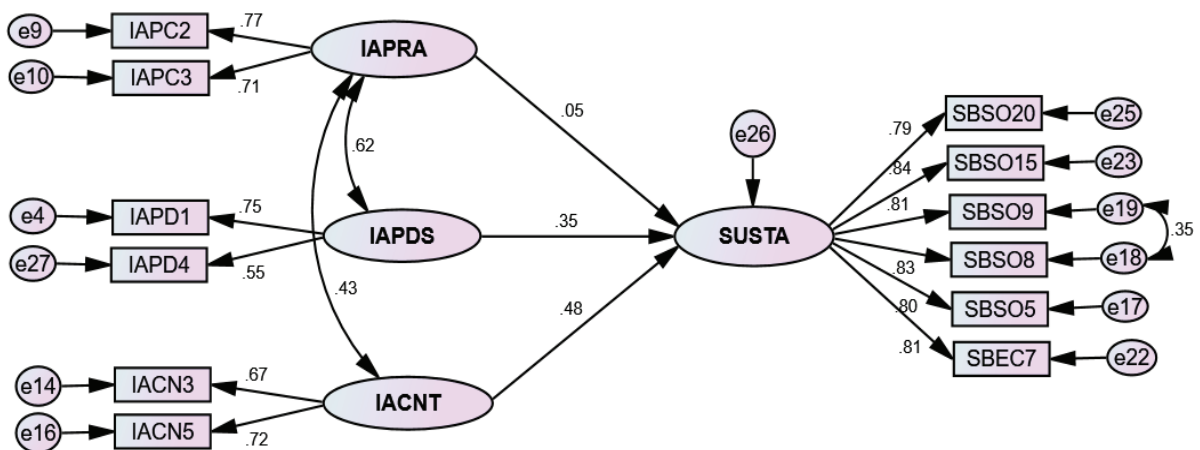 e9
IAPC2
.77
IAPRA
e10
IAPC3
.71
.05
e26
.79
SBSO20
e25
.62
.84
SBSO15
e23
e4
IAPD1
.75
IAPDS
.35
SUSTA
.81
SBSO9
e19
.35
e27
IAPD4
.55
.83
SBSO8
e18
.43
.48
.80
SBSO5
e17
.81
SBEC7
e22
e14
IACN3
.67
IACNT
e16
IACN5
.72